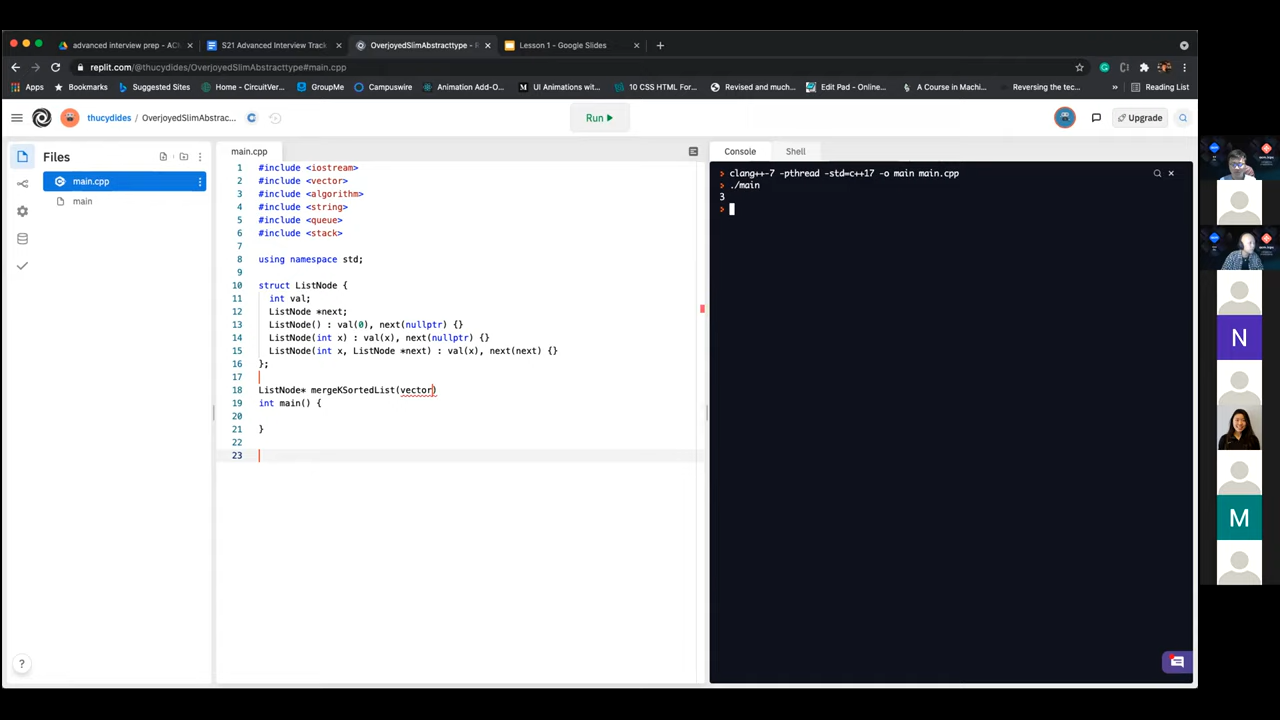 advanced interview prep - ACM
S21 Advanced Interview Track
OverjoyedSlimAbstracttype - R
Lesson 1 - Google Slides
replit.com/@thucydides/OverjoyedSlimAbstracttype#main.cpp
Apps
Bookmarks
Suggested Sites
Home - CircuitVer...
GroupMe
Campuswire
Animation Add-O...
UI Animations wit...
10 CSS HTML For...
Revised and much...
Edit Pad - Online...
A Course in Machi...
Reversing the tec...
»
Reading List
thucydides / OverjoyedSlimAbstrac...
Run
Upgrade
Files
main.cpp
main
main.cpp
1 #include <iostream>
2 #include <vector>
3 #include <algorithm>
4 #include <string>
5 #include <queue>
6 #include <stack>
7
8 using namespace std;
9
10 struct ListNode {
11 int val;
12 ListNode *next;
13 ListNode() : val(0), next(nullptr) {}
14 ListNode(int x) : val(x), next(nullptr) {}
15 ListNode(int x, ListNode *next) : val(x), next(next) {}
16 };
17
18 ListNode* mergeKSortedList(vector)
19 int main() {
20
21 }
22
23
Console
Shell
> clang++-7 -pthread -std=c++17 -o main main.cpp
> ./main
3
>
?
N
M